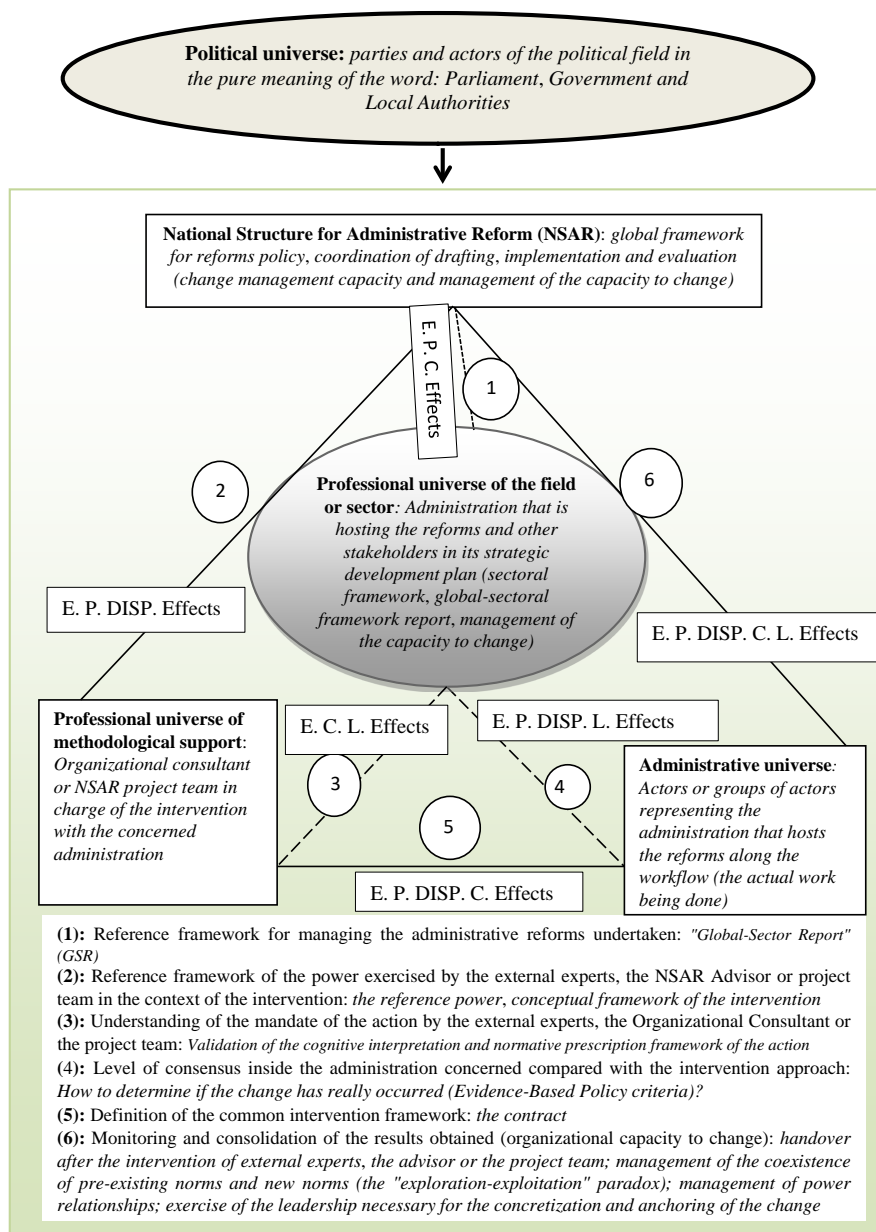 Political universe: parties and actors of the political field in
the pure meaning of the word: Parliament, Government and
Local Authorities
National Structure for Administrative Reform (NSAR): global framework
for reforms policy, coordination of drafting, implementation and evaluation
(change management capacity and management of the capacity to change)
E. P. C. Effects
1
2
6
Professional universe of the field
or sector: Administration that is
hosting the reforms and other
stakeholders in its strategic
development plan (sectoral
framework, global-sectoral
framework report, management of
the capacity to change)
E. P. DISP. Effects
E. P. DISP. C. L. Effects
Professional universe of
methodological support:
Organizational consultant
or NSAR project team in
charge of the intervention
with the concerned
administration
E. C. L. Effects
E. P. DISP. L. Effects
3
4
5
E. P. DISP. C. Effects
Administrative universe:
Actors or groups of actors
representing the
administration that hosts
the reforms along the
workflow (the actual work
being done)
(1): Reference framework for managing the administrative reforms undertaken: "Global-Sector Report"
(GSR)
(2): Reference framework of the power exercised by the external experts, the NSAR Advisor or project
team in the context of the intervention: the reference power, conceptual framework of the intervention
(3): Understanding of the mandate of the action by the external experts, the Organizational Consultant or
the project team: Validation of the cognitive interpretation and normative prescription framework of the action
(4): Level of consensus inside the administration concerned compared with the intervention approach:
How to determine if the change has really occurred (Evidence-Based Policy criteria)?
(5): Definition of the common intervention framework: the contract
(6): Monitoring and consolidation of the results obtained (organizational capacity to change): handover
after the intervention of external experts, the advisor or the project team; management of the coexistence
of pre-existing norms and new norms (the "exploration-exploitation" paradox); management of power
relationships; exercise of the leadership necessary for the concretization and anchoring of the change